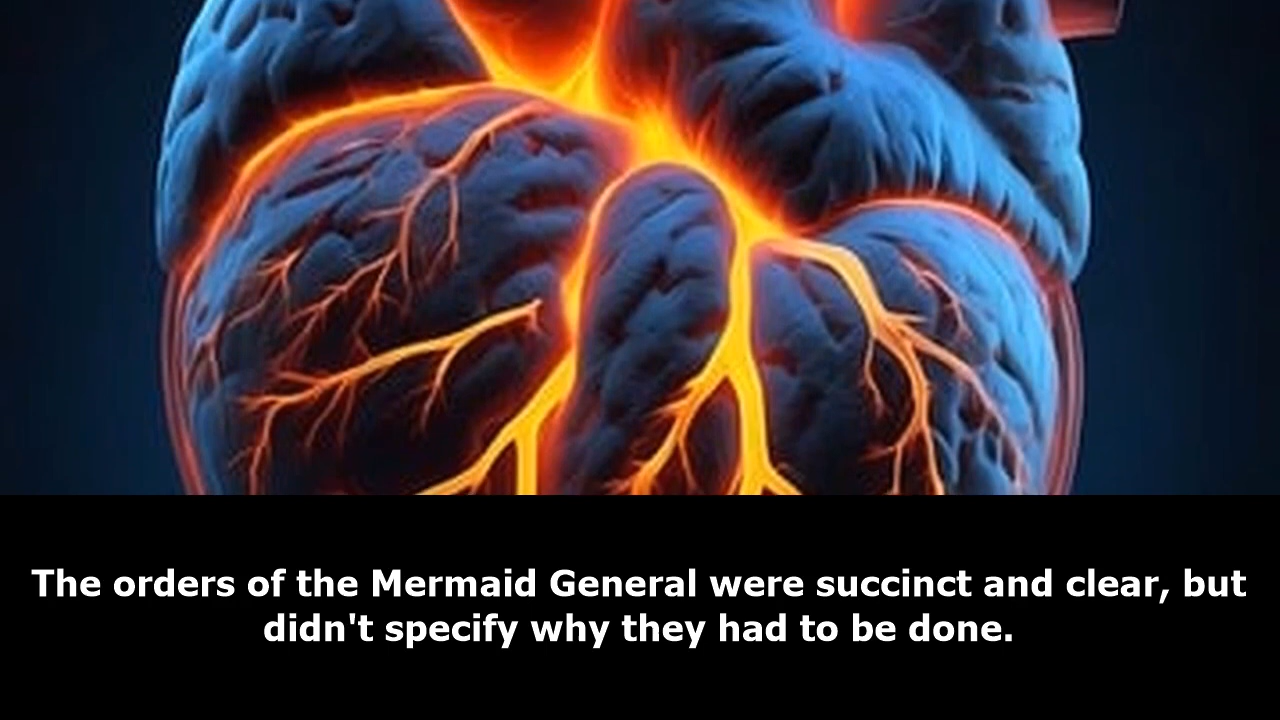 The orders of the Mermaid General were succinct and clear, but
didn't specify why they had to be done.